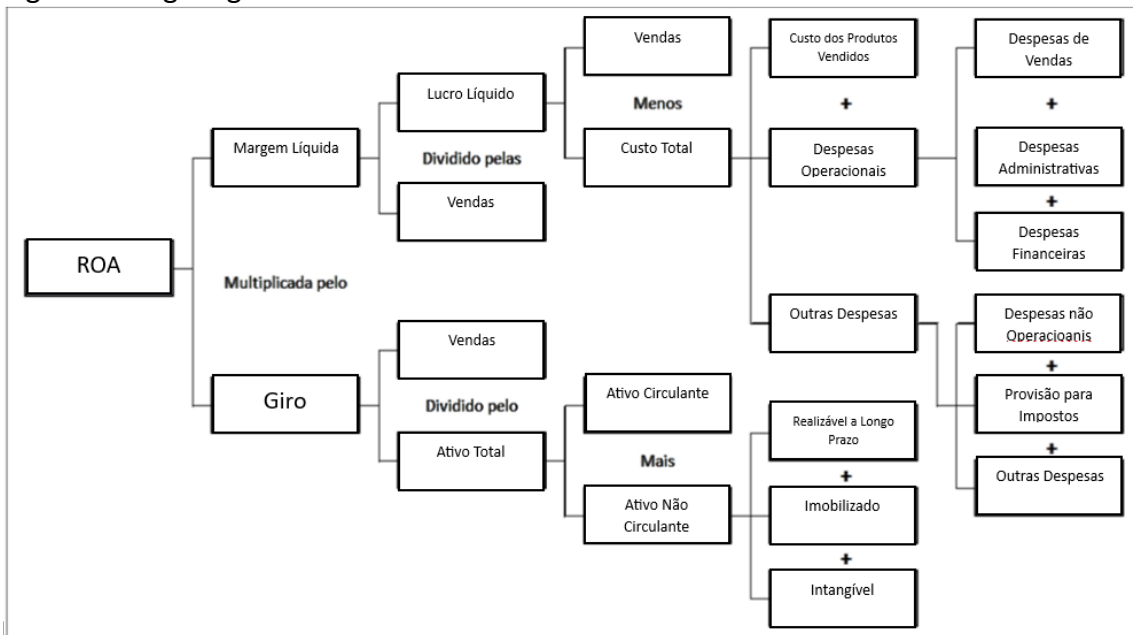 ROA
Margem Líquida
Multiplicada pelo
Giro
Lucro Líquido
Dividido pelas
Vendas
Vendas
Dividido pelo
Ativo Total
Vendas
Menos
Custo Total
Ativo Circulante
Mais
Ativo Não
Circulante
Custo dos Produtos
Vendidos
+
Despesas
Operacionais
Outras Despesas
Realizável a Longo
Prazo
+
Imobilizado
+
Intangível
Despesas de
Vendas
+
Despesas
Administrativas
+
Despesas
Financeiras
Despesas não
Operacioanis
+
Provisão para
Impostos
+
Outras Despesas